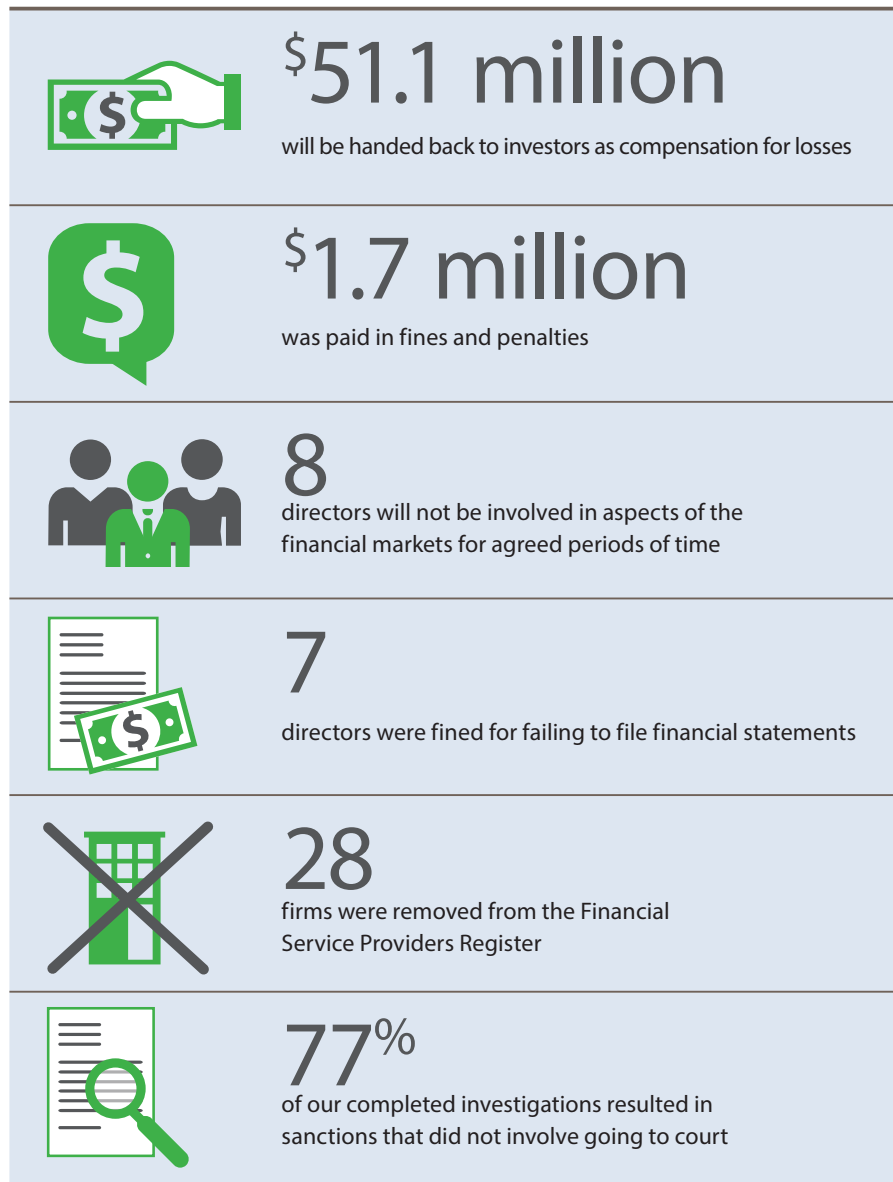 $
$51.1 million
will be handed back to investors as compensation for losses
$
$1.7 million
was paid in fines and penalties
8
directors will not be involved in aspects of the
financial markets for agreed periods of time
7
$
directors were fined for failing to file financial statements
28
firms were removed from the Financial
Service Providers Register
77%
of our completed investigations resulted in
sanctions that did not involve going to court